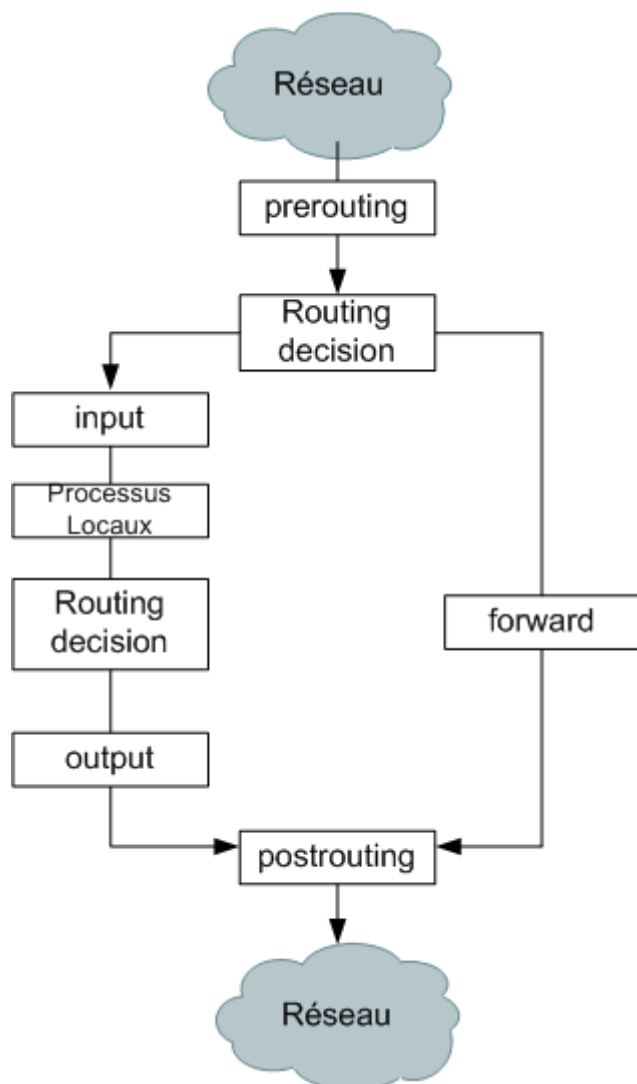 Réseau
prerouting
Routing
decision
input
Processus
Locaux
Routing
decision
forward
output
postrouting
Réseau